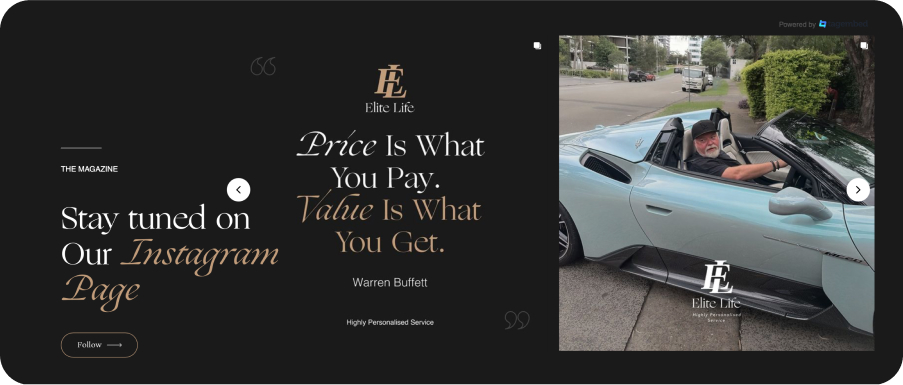 Powered by
THE MAGAZINE
Stay tuned on
Our Instagram
Page
Follow
EL
Elite Life
Price Is What
You Pay.
Value Is What
You Get.
Warren Buffett
Highly Personalised Service
EL
Elite Life
Highly Personalised
Service